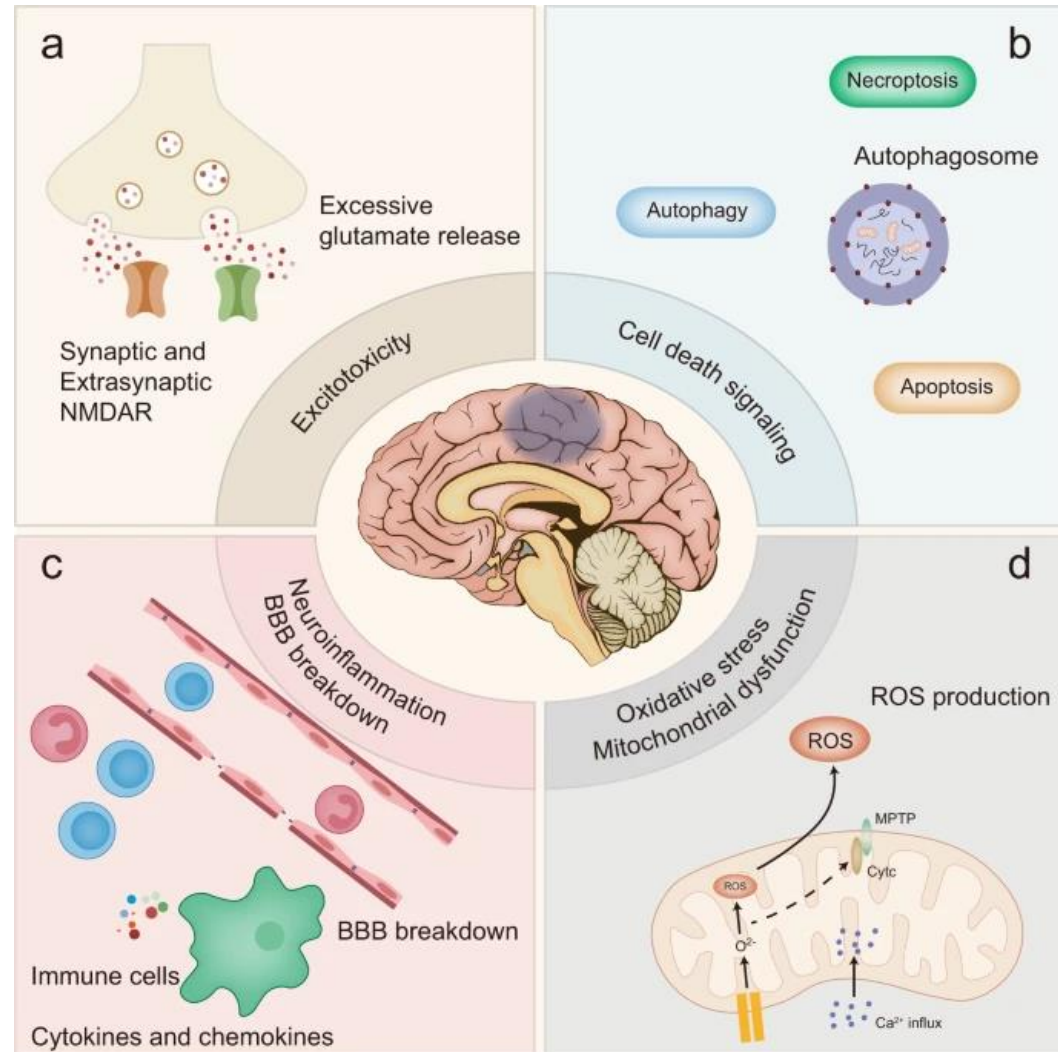 a
Excessive
glutamate release
Synaptic and
Extrasynaptic
NMDAR
Excitotoxicity
b
Necroptosis
Autophagosome
Autophagy
Apoptosis
Cell death signaling
c
Neuroinflammation
BBB breakdown
BBB breakdown
Immune cells
Cytokines and chemokines
d
Oxidative stress
Mitochondrial dysfunction
ROS production
ROS
MPTP
Cytc
ROS
O²⁻
Ca²⁺ influx